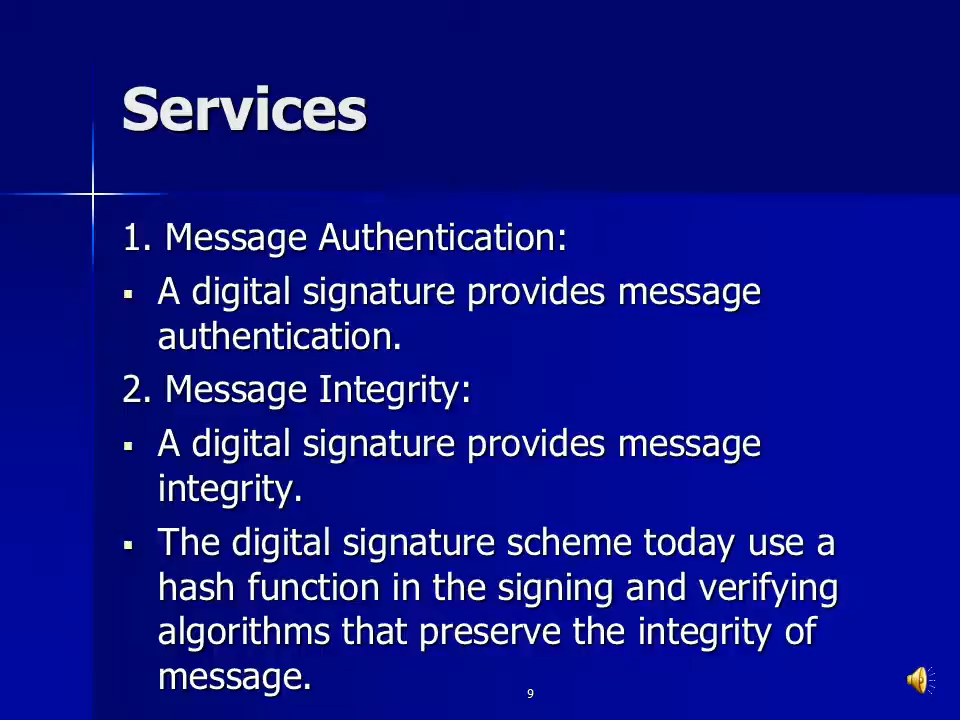 Services
1. Message Authentication:
▪ A digital signature provides message
authentication.
2. Message Integrity:
▪ A digital signature provides message
integrity.
▪ The digital signature scheme today use a
hash function in the signing and verifying
algorithms that preserve the integrity of
message.
9